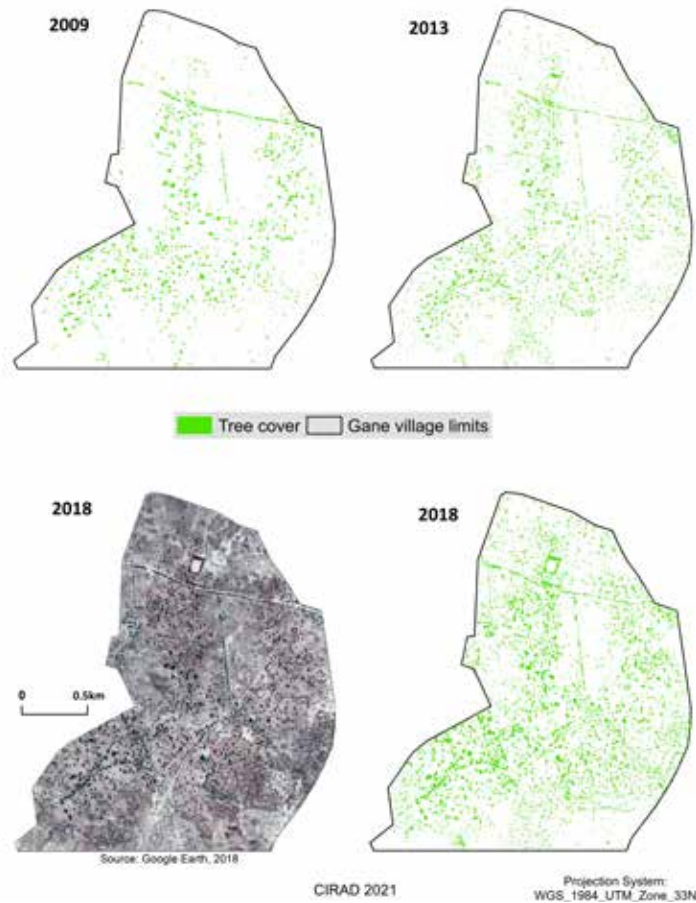 2009
2013
Tree cover
Gane village limits
2018
2018
0
0.5km
Source: Google Earth, 2018
CIRAD 2021
Projection System:
WGS_1984_UTM_Zone_33N